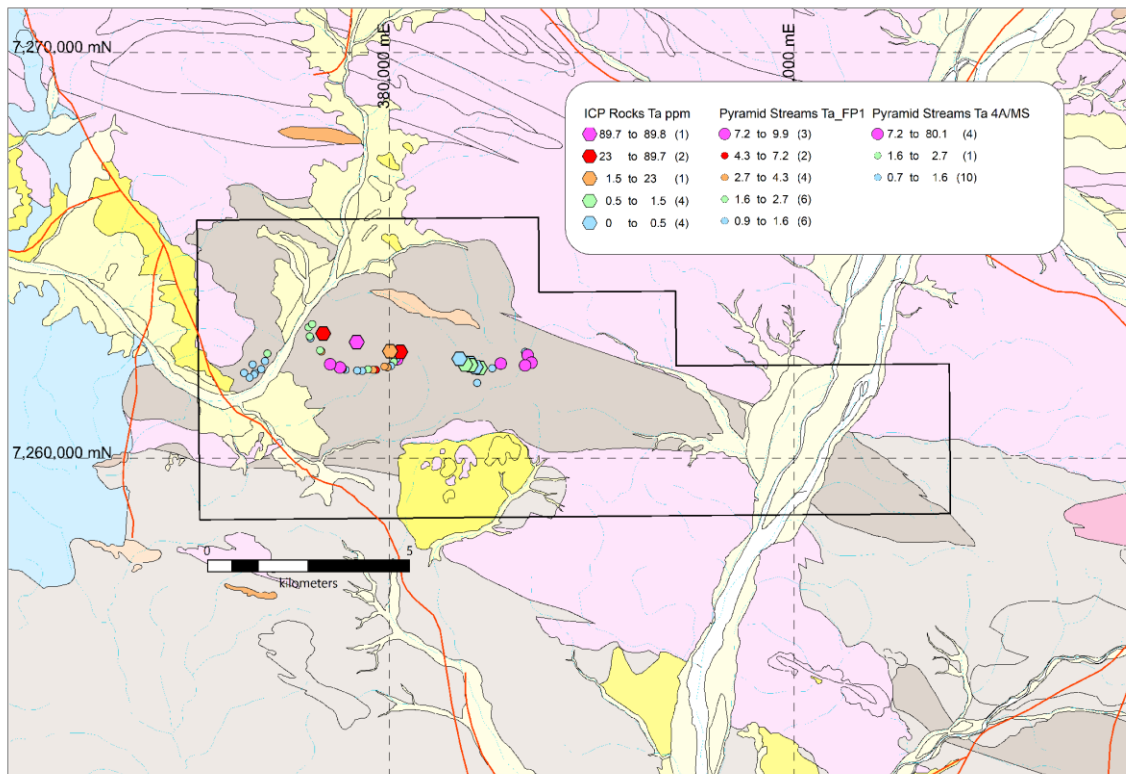 7,270,000 mN
380,000 mE
,000 mE
ICP Rocks Ta ppm
89.7 to 89.8 (1)
23 to 89.7 (2)
1.5 to 23 (1)
0.5 to 1.5 (4)
0 to 0.5 (4)
Pyramid Streams Ta_FP1
7.2 to 9.9 (3)
4.3 to 7.2 (2)
2.7 to 4.3 (4)
1.6 to 2.7 (6)
0.9 to 1.6 (6)
Pyramid Streams Ta 4A/MS
7.2 to 80.1 (4)
1.6 to 2.7 (1)
0.7 to 1.6 (10)
7,260,000 mN
0 5
kilometers